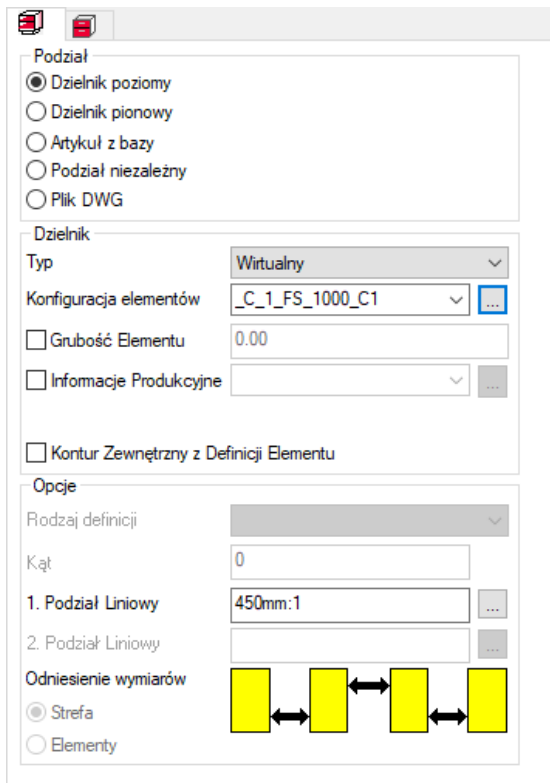 Podział
Dzielnik poziomy
Dzielnik pionowy
Artykuł z bazy
Podział niezależny
Plik DWG
Dzielnik
Typ Wirtualny
Konfiguracja elementów _C_1_FS_1000_C1 ...
Grubość Elementu 0.00
Informacje Produkcyjne ...
Kontur Zewnętrzny z Definicji Elementu
Opcje
Rodzaj definicji
Kąt 0
1. Podział Liniowy 450mm:1 ...
2. Podział Liniowy ...
Odniesienie wymiarów
Strefa
Elementy